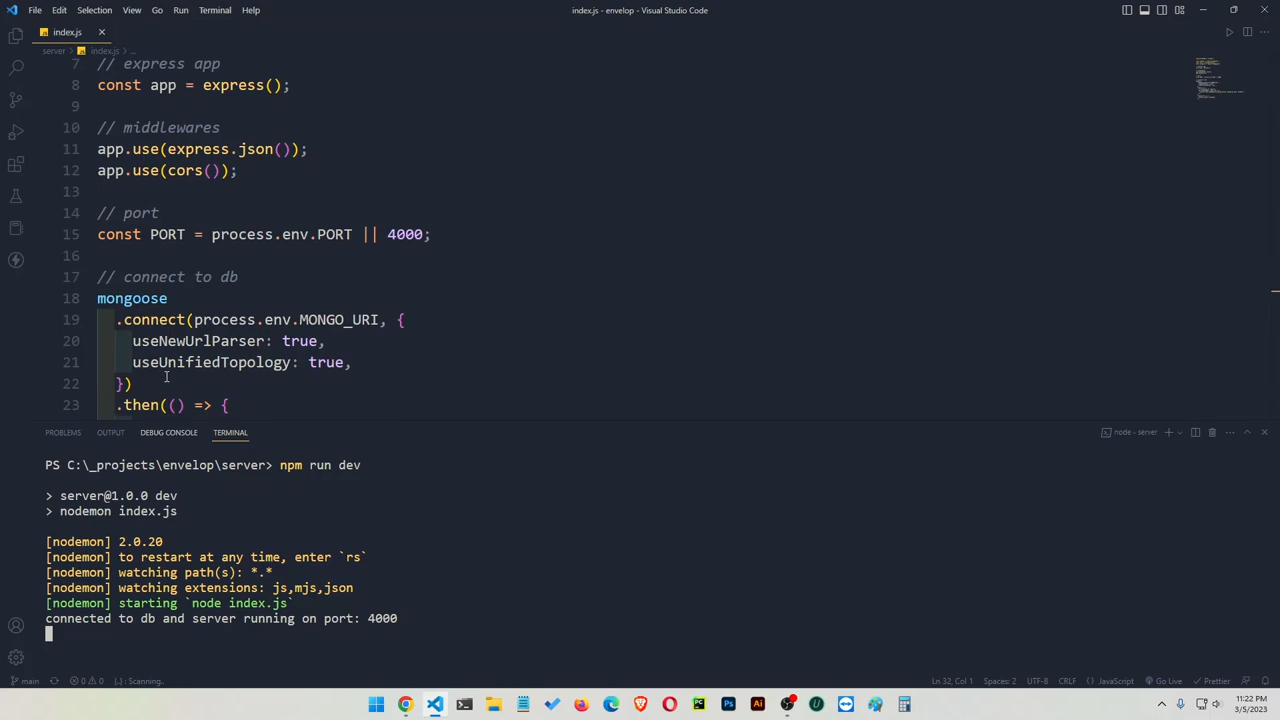 File Edit Selection View Go Run Terminal Help index.js - envelop - Visual Studio Code
index.js
server > index.js > ...
7 // express app
8 const app = express();
9
10 // middlewares
11 app.use(express.json());
12 app.use(cors());
13
14 // port
15 const PORT = process.env.PORT || 4000;
16
17 // connect to db
18 mongoose
19 .connect(process.env.MONGO_URI, {
20 useNewUrlParser: true,
21 useUnifiedTopology: true,
22 })
23 .then(() => {
PROBLEMS OUTPUT DEBUG CONSOLE TERMINAL node - server
PS C:\_projects\envelop\server> npm run dev
> server@1.0.0 dev
> nodemon index.js
[nodemon] 2.0.20
[nodemon] to restart at any time, enter `rs`
[nodemon] watching path(s): *.*
[nodemon] watching extensions: js,mjs,json
[nodemon] starting `node index.js`
connected to db and server running on port: 4000
main 0 0 {..}: Scanning.. Ln 32, Col 1 Spaces: 2 UTF-8 CRLF {} JavaScript Go Live Prettier
11:22 PM
3/5/2023